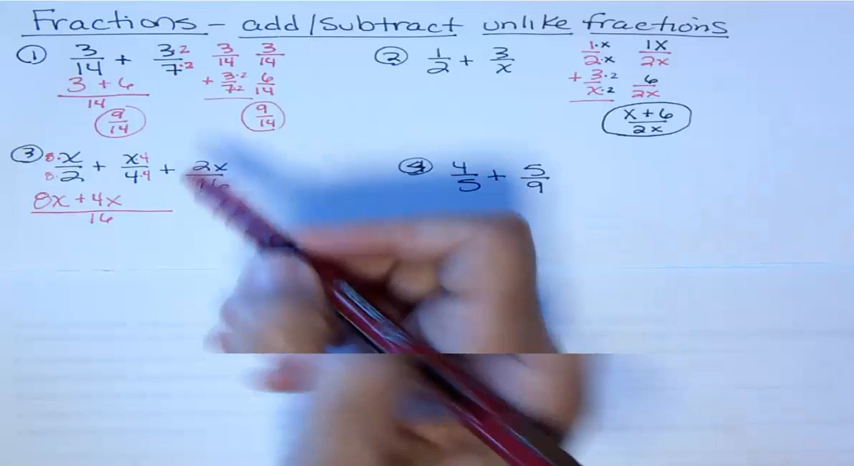 Fractions - add/subtract unlike fractions
① 3/14 + 3·2/7·2
3 + 6
14
9/14
3/14 3/14
+ 3·2/7·2 6/14
9/14
② 1/2 + 3/x
1·x/2·x 1x/2x
+ 3·2/x·2 6/2x
x + 6/2x
③ 8·x/8·2 + x·4/4·4 + 2x/16
8x + 4x
16
④ 4/5 + 5/9